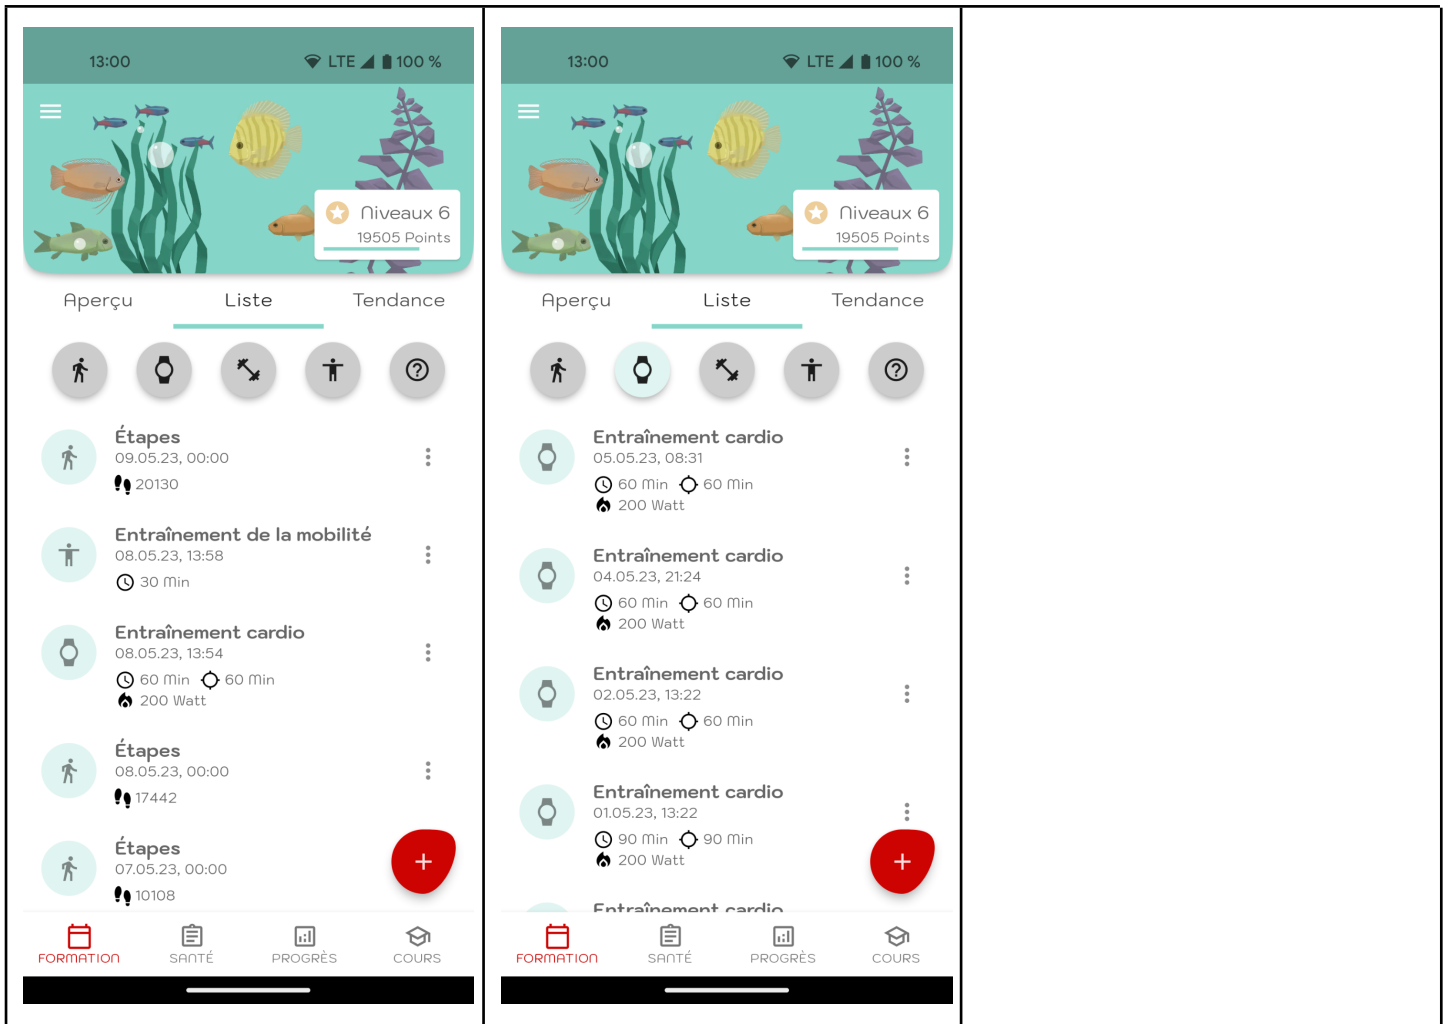 13:00 LTE 100 %
Niveaux 6
19505 Points
Aperçu Liste Tendance
Étapes
09.05.23, 00:00
20130
Entraînement de la mobilité
08.05.23, 13:58
30 Min
Entraînement cardio
08.05.23, 13:54
60 Min 60 Min
200 Watt
Étapes
08.05.23, 00:00
17442
Étapes
07.05.23, 00:00
10108
+
FORMATION SANTÉ PROGRÈS COURS
13:00 LTE 100 %
Niveaux 6
19505 Points
Aperçu Liste Tendance
Entraînement cardio
05.05.23, 08:31
60 Min 60 Min
200 Watt
Entraînement cardio
04.05.23, 21:24
60 Min 60 Min
200 Watt
Entraînement cardio
02.05.23, 13:22
60 Min 60 Min
200 Watt
Entraînement cardio
01.05.23, 13:22
90 Min 90 Min
200 Watt
Entraînement cardio
+
FORMATION SANTÉ PROGRÈS COURS